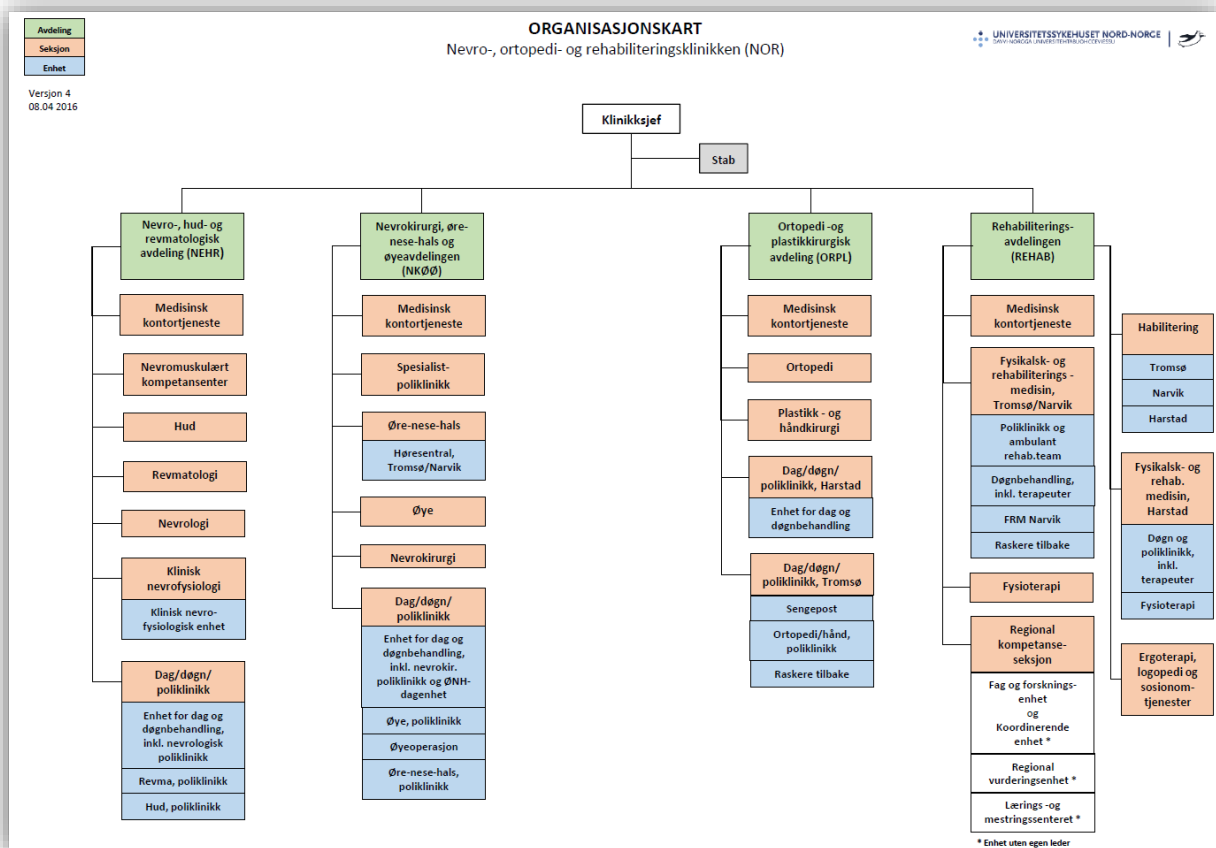 Avdeling
Seksjon
Enhet
Versjon 4
08.04 2016
ORGANISASJONSKART
Nevro-, ortopedi- og rehabiliteringsklinikken (NOR)
UNIVERSITETSSYKEHUSET NORD-NORGE
Klinikksjef
Stab
Nevro-, hud- og
revmatologisk
avdeling (NEHR)
Medisinsk
kontortjeneste
Nevromuskulært
kompetansenter
Hud
Revmatologi
Nevrologi
Klinisk
nevrofysiologi
Klinisk nevro-
fysiologisk enhet
Dag/døgn/
poliklinikk
Enhet for dag og
døgnbehandling,
inkl. nevrologisk
poliklinikk
Revma, poliklinikk
Hud, poliklinikk
Nevrokirurgi, øre-
nese-hals og
øyeavdelingen
(NKØØ)
Medisinsk
kontortjeneste
Spesialist-
poliklinikk
Øre-nese-hals
Høresentral,
Tromsø/Narvik
Øye
Nevrokirurgi
Dag/døgn/
poliklinikk
Enhet for dag og
døgnbehandling,
inkl. nevrokir.
poliklinikk og ØNH-
dagenhet
Øye, poliklinikk
Øyeoperasjon
Øre-nese-hals,
poliklinikk
Ortopedi -og
plastikkirurgisk
avdeling (ORPL)
Medisinsk
kontortjeneste
Ortopedi
Plastikk - og
håndkirurgi
Dag/døgn/
poliklinikk, Harstad
Enhet for dag og
døgnbehandling
Dag/døgn/
poliklinikk, Tromsø
Sengepost
Ortopedi/hånd,
poliklinikk
Raskere tilbake
Rehabiliterings-
avdelingen
(REHAB)
Medisinsk
kontortjeneste
Fysikalsk- og
rehabiliterings -
medisin,
Tromsø/Narvik
Poliklinikk og
ambulant
rehab.team
Døgnbehandling,
inkl. terapeuter
FRM Narvik
Raskere tilbake
Fysioterapi
Regional
kompetanse-
seksjon
Fag og forsknings-
enhet
og
Koordinerende
enhet *
Regional
vurderingsenhet *
Lærings -og
mestringssenteret *
* Enhet uten egen leder
Habilitering
Tromsø
Narvik
Harstad
Fysikalsk- og
rehab.
medisin,
Harstad
Døgn og
poliklinikk,
inkl.
terapeuter
Fysioterapi
Ergoterapi,
logopedi og
sosionom-
tjenester